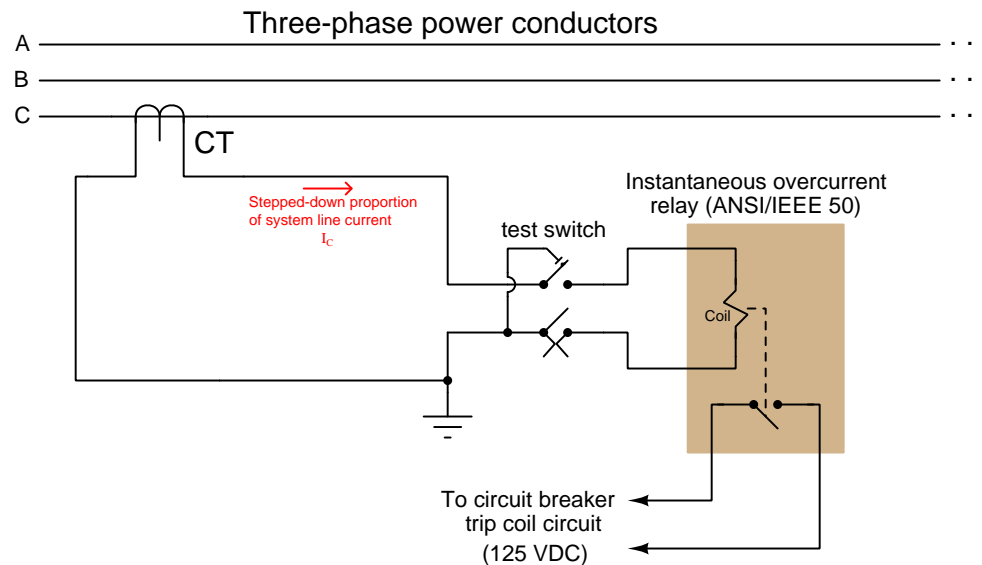 Three-phase power conductors
A
B
C
CT
Stepped-down proportion
of system line current
I_C
Instantaneous overcurrent
relay (ANSI/IEEE 50)
test switch
Coil
To circuit breaker
trip coil circuit
(125 VDC)